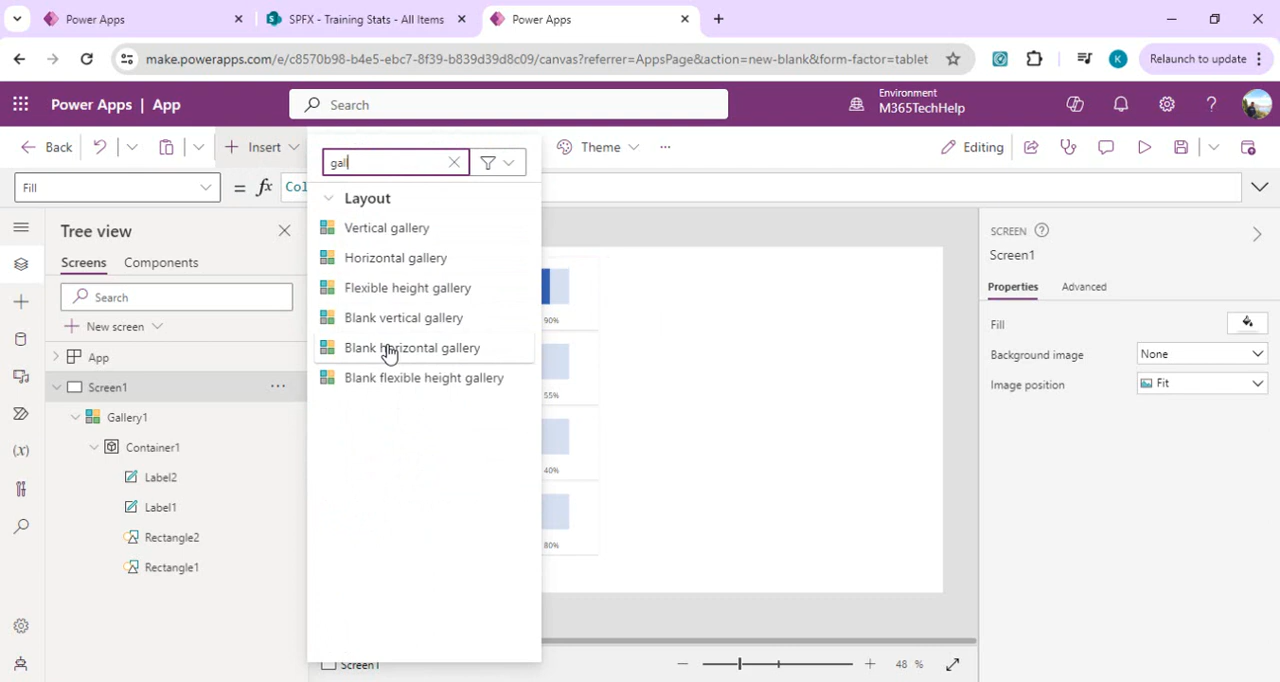 Power Apps
SPFX - Training Stats - All Items
Power Apps
make.powerapps.com/e/c8570b98-b4e5-ebc7-8f39-b839d39d8c09/canvas?referrer=AppsPage&action=new-blank&form-factor=tablet
K
Relaunch to update
Power Apps | App
Search
Environment
M365TechHelp
Back
Insert
Theme
Editing
gall
Fill
= fx Col
Layout
Vertical gallery
Horizontal gallery
Flexible height gallery
Blank vertical gallery
Blank horizontal gallery
Blank flexible height gallery
Tree view
Screens
Components
Search
New screen
App
Screen1
Gallery1
Container1
Label2
Label1
Rectangle2
Rectangle1
90%
55%
40%
80%
SCREEN
Screen1
Properties
Advanced
Fill
Background image
None
Image position
Fit
Screen1
48 %